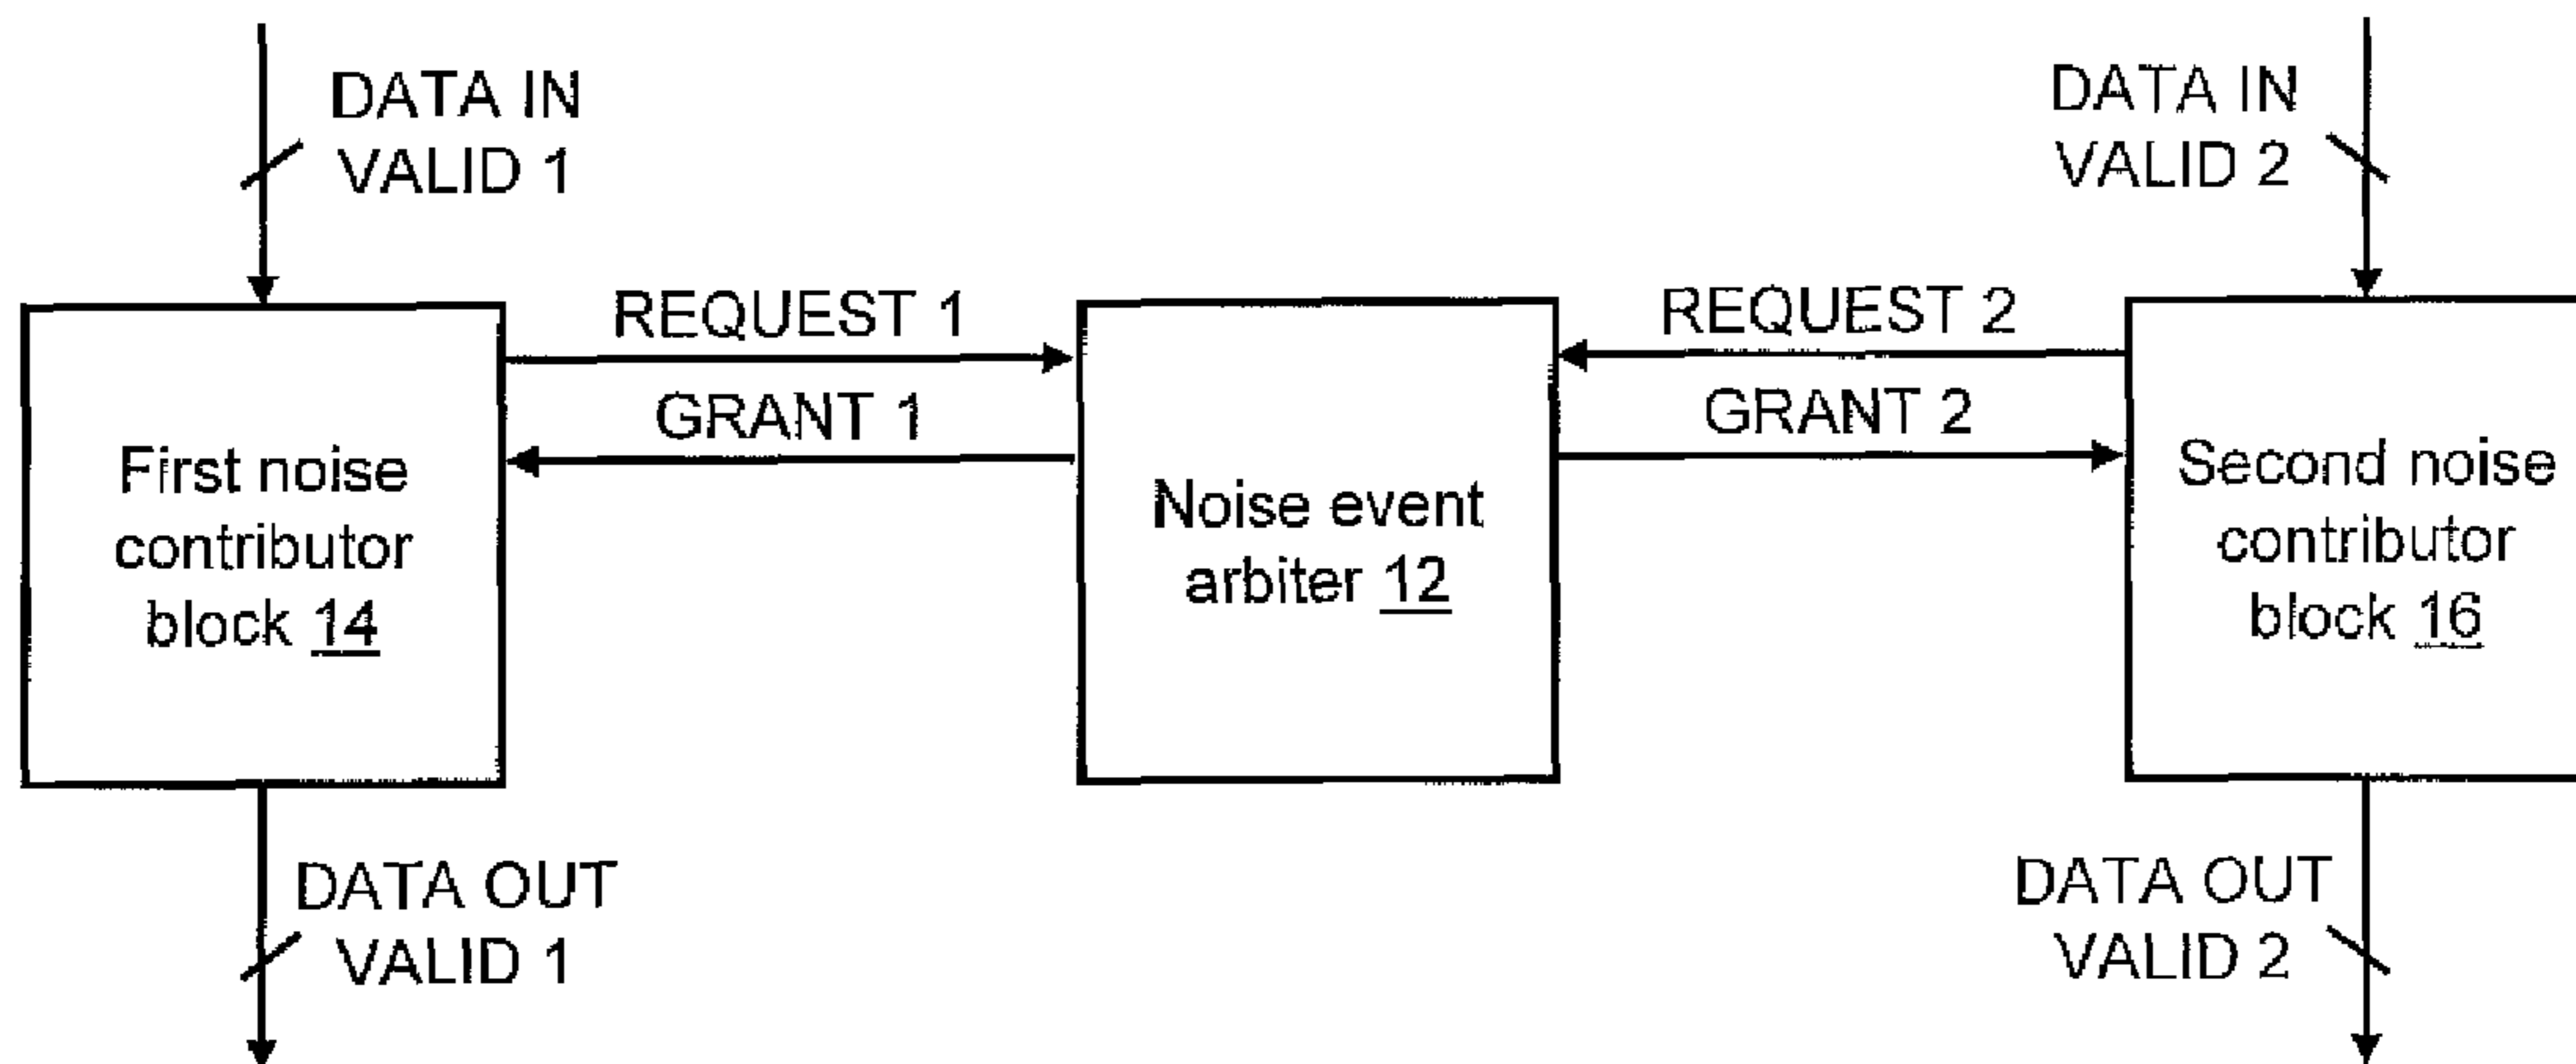 DATA IN
VALID 1
DATA IN
VALID 2
REQUEST 1
GRANT 1
REQUEST 2
GRANT 2
First noise
contributor
block 14
Noise event
arbiter 12
Second noise
contributor
block 16
DATA OUT
VALID 1
DATA OUT
VALID 2